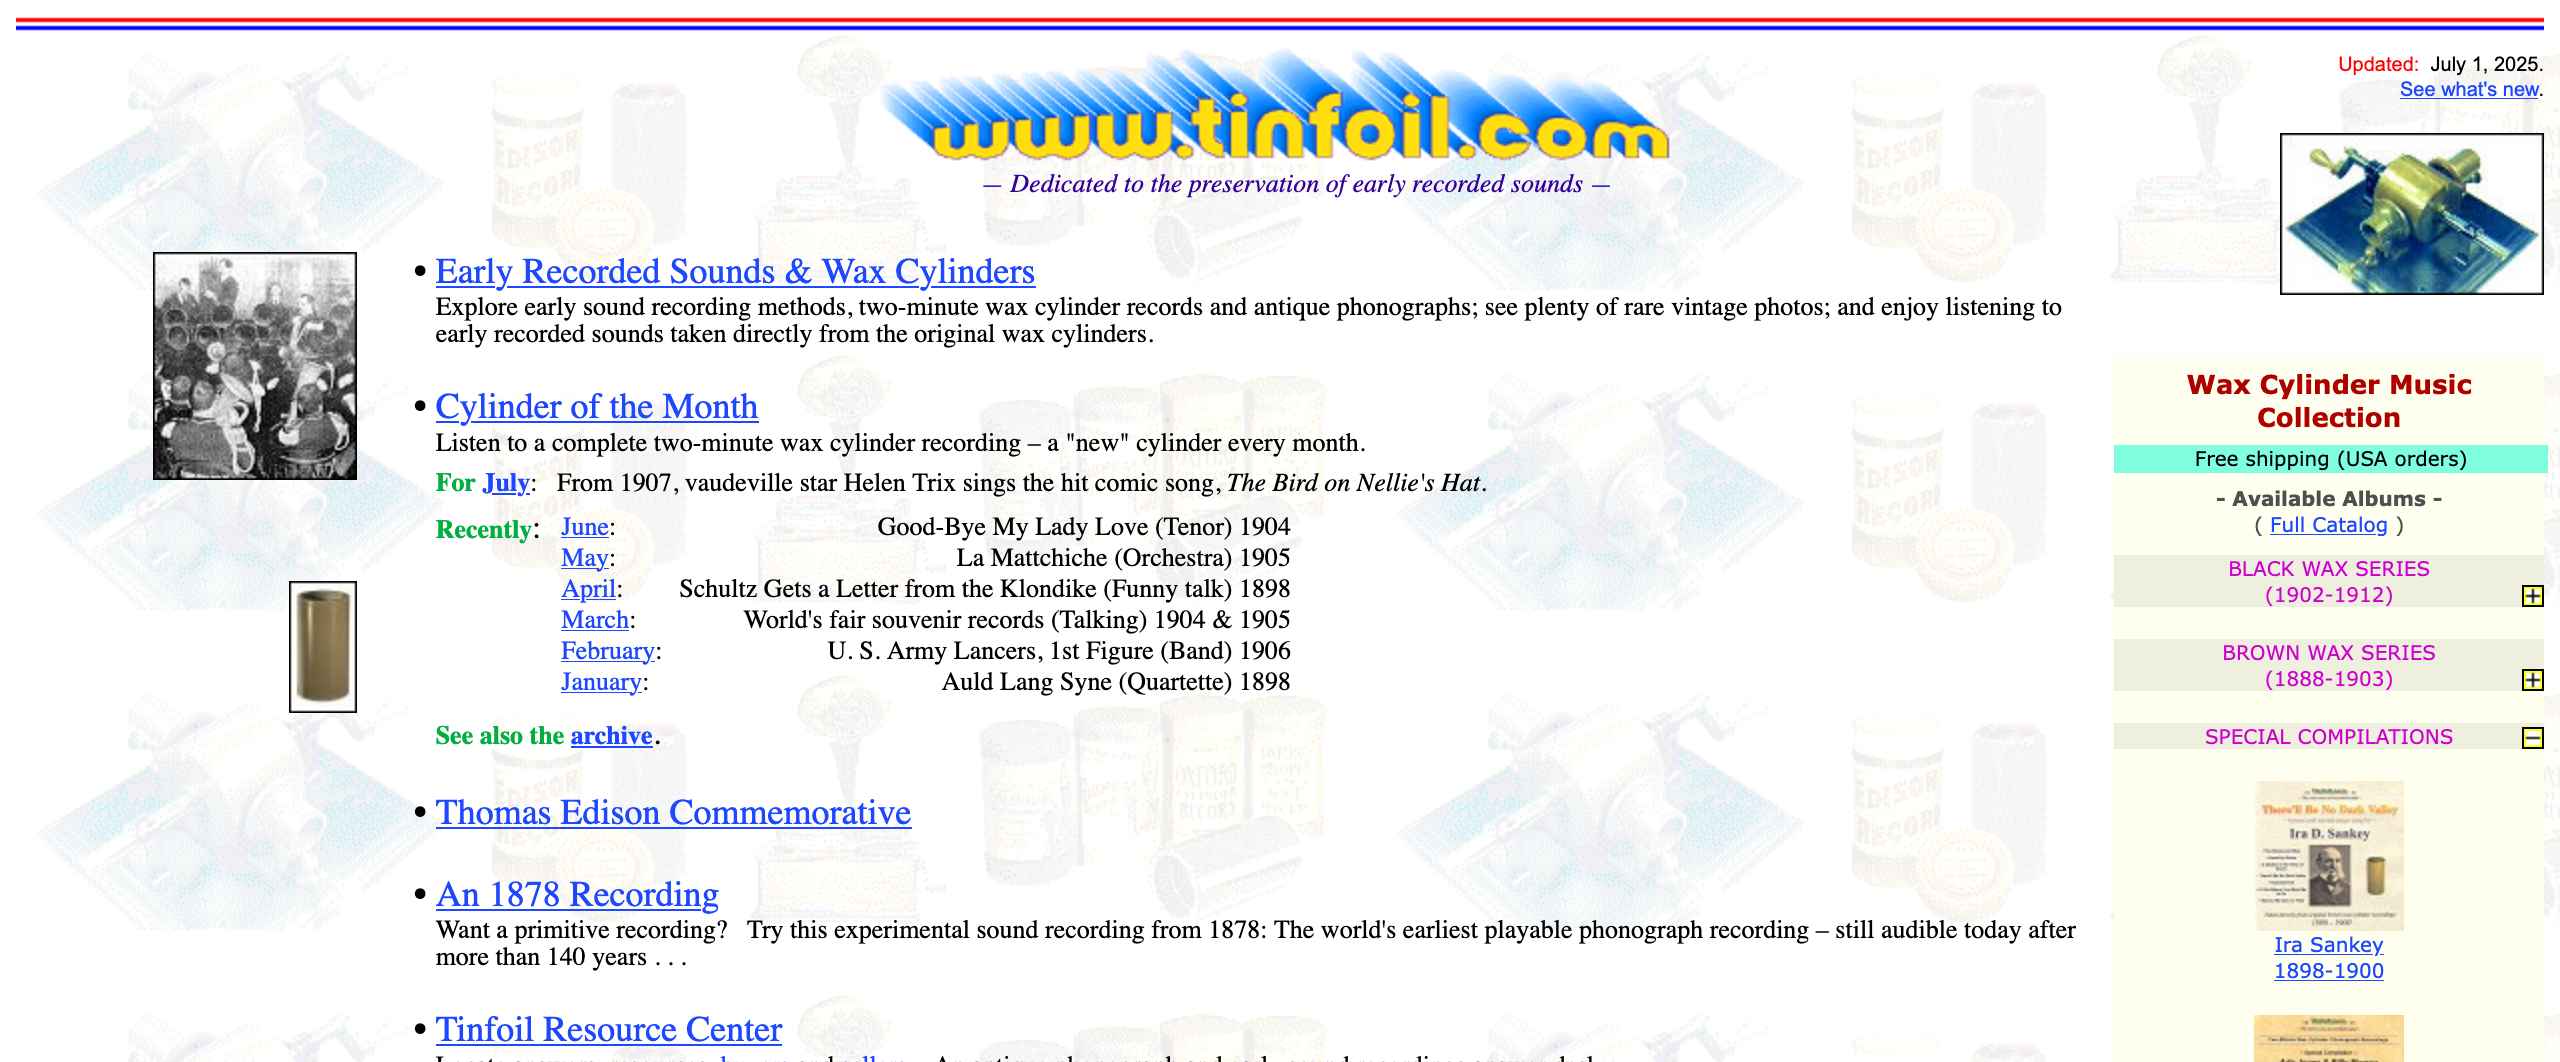 Updated: July 1, 2025.
See what's new.
www.tinfoil.com
— Dedicated to the preservation of early recorded sounds —
• Early Recorded Sounds & Wax Cylinders
Explore early sound recording methods, two-minute wax cylinder records and antique phonographs; see plenty of rare vintage photos; and enjoy listening to
early recorded sounds taken directly from the original wax cylinders.
• Cylinder of the Month
Listen to a complete two-minute wax cylinder recording – a "new" cylinder every month.
For July: From 1907, vaudeville star Helen Trix sings the hit comic song, The Bird on Nellie's Hat.
Recently: June: Good-Bye My Lady Love (Tenor) 1904
May: La Mattchiche (Orchestra) 1905
April: Schultz Gets a Letter from the Klondike (Funny talk) 1898
March: World's fair souvenir records (Talking) 1904 & 1905
February: U. S. Army Lancers, 1st Figure (Band) 1906
January: Auld Lang Syne (Quartette) 1898
See also the archive.
• Thomas Edison Commemorative
• An 1878 Recording
Want a primitive recording? Try this experimental sound recording from 1878: The world's earliest playable phonograph recording – still audible today after
more than 140 years . . .
• Tinfoil Resource Center
Wax Cylinder Music
Collection
Free shipping (USA orders)
- Available Albums -
( Full Catalog )
BLACK WAX SERIES
(1902-1912)
BROWN WAX SERIES
(1888-1903)
SPECIAL COMPILATIONS
There'll Be No Dark Valley
Ira D. Sankey
Ira Sankey
1898-1900